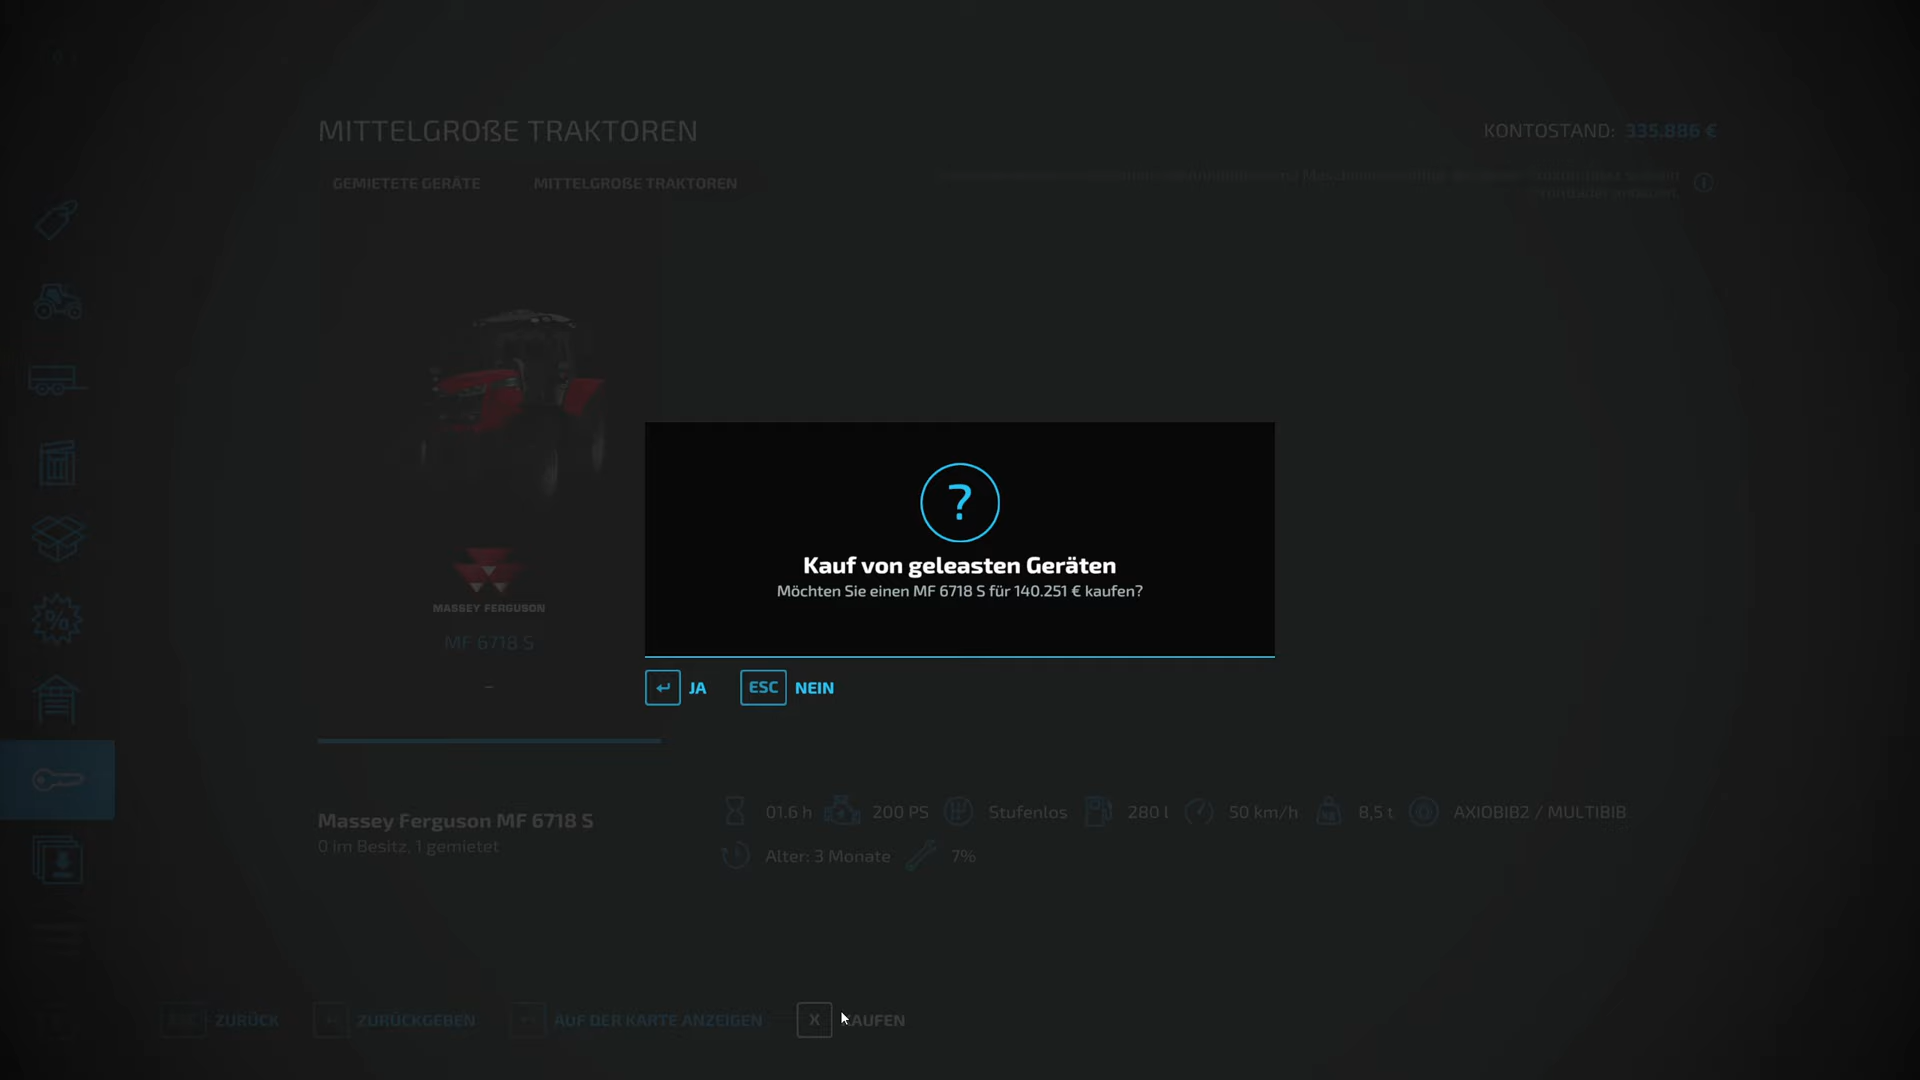 MITTELGROßE TRAKTOREN
KONTOSTAND: 335.886 €
GEMIETETE GERÄTE
MITTELGROßE TRAKTOREN
MASSEY FERGUSON
MF 6718 S
–
?
Kauf von geleasten Geräten
Möchten Sie einen MF 6718 S für 140.251 € kaufen?
JA
ESC NEIN
Massey Ferguson MF 6718 S
0 im Besitz, 1 gemietet
01.6 h 200 PS Stufenlos 280 l 50 km/h 8,5 t AXIOBIB2 / MULTIBIB
Alter: 3 Monate 7%
ZURÜCK ZURÜCKGEBEN AUF DER KARTE ANZEIGEN X KAUFEN